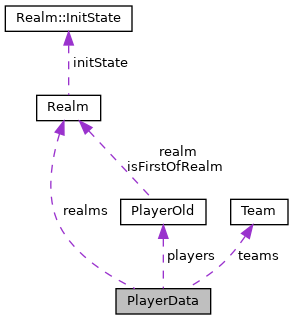 Realm::InitState
initState
Realm
realm
isFirstOfRealm
realms
PlayerOld
Team
players
teams
PlayerData